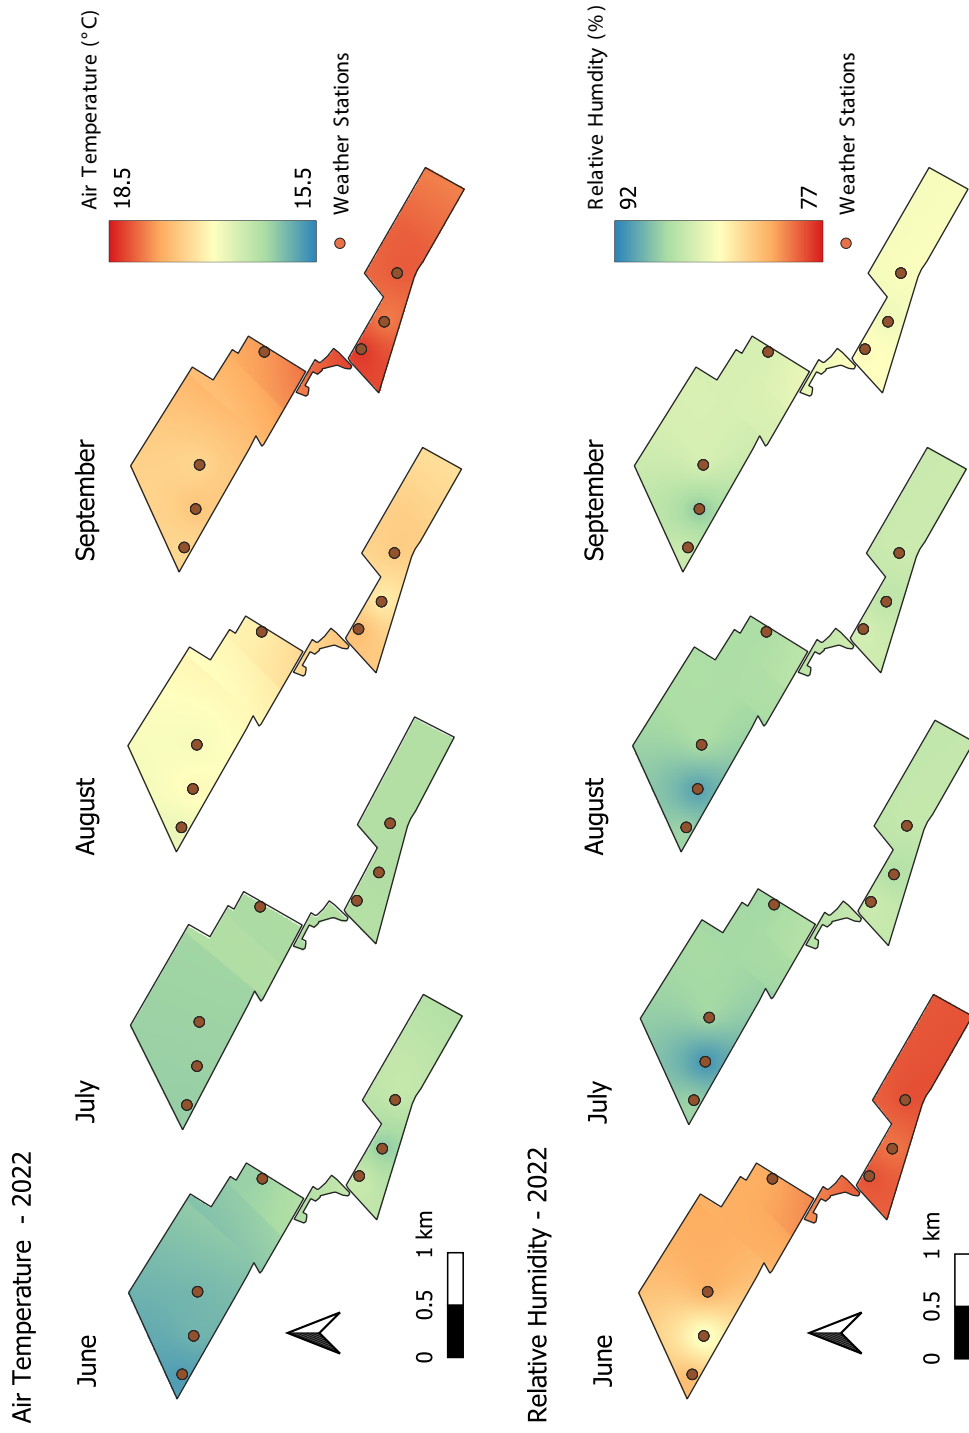 Air Temperature - 2022
June
July
August
September
Air Temperature (°C)
18.5
15.5
Weather Stations
0 0.5 1 km
Relative Humidity - 2022
June
July
August
September
Relative Humdity (%)
92
77
Weather Stations
0 0.5 1 km